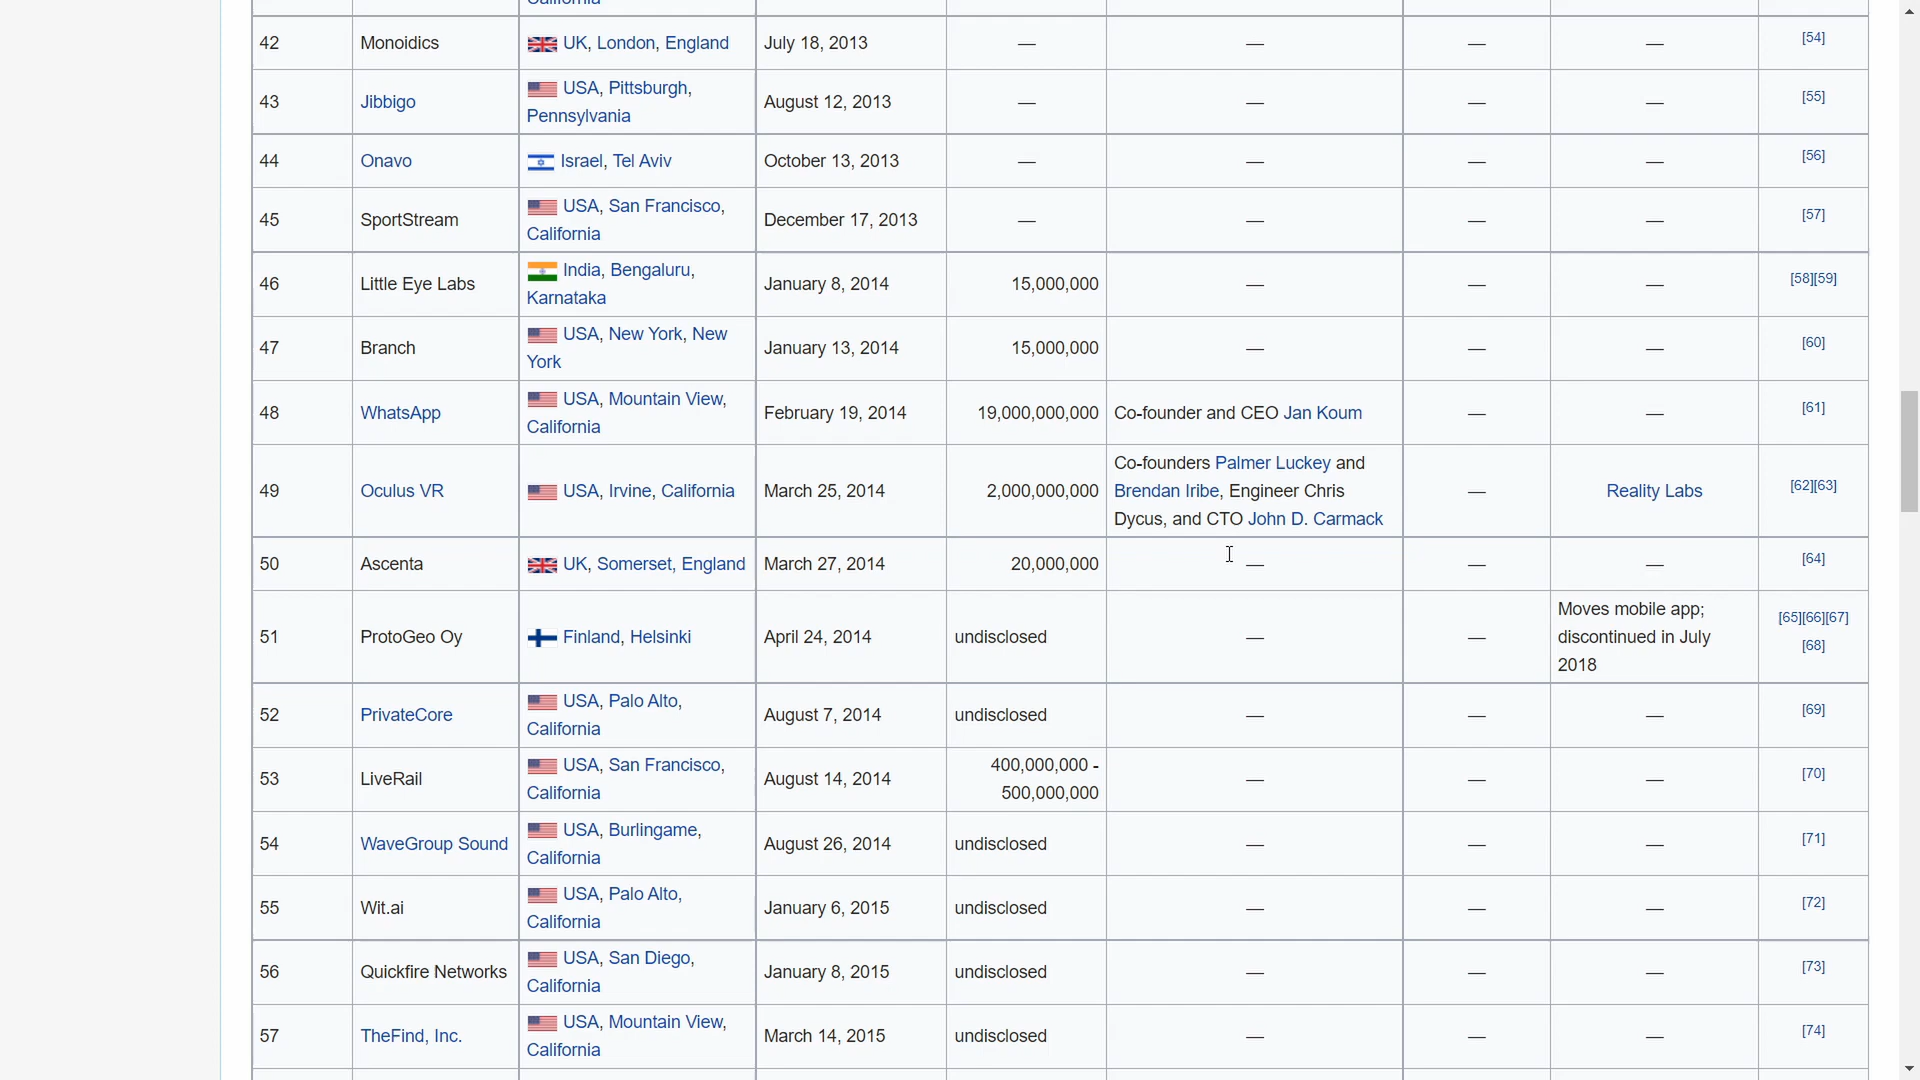 California
42 Monoidics UK, London, England July 18, 2013 — — — — [54]
43 Jibbigo USA, Pittsburgh, Pennsylvania August 12, 2013 — — — — [55]
44 Onavo Israel, Tel Aviv October 13, 2013 — — — — [56]
45 SportStream USA, San Francisco, California December 17, 2013 — — — — [57]
46 Little Eye Labs India, Bengaluru, Karnataka January 8, 2014 15,000,000 — — — [58][59]
47 Branch USA, New York, New York January 13, 2014 15,000,000 — — — [60]
48 WhatsApp USA, Mountain View, California February 19, 2014 19,000,000,000 Co-founder and CEO Jan Koum — — [61]
49 Oculus VR USA, Irvine, California March 25, 2014 2,000,000,000 Co-founders Palmer Luckey and Brendan Iribe, Engineer Chris Dycus, and CTO John D. Carmack — Reality Labs [62][63]
50 Ascenta UK, Somerset, England March 27, 2014 20,000,000 — — — [64]
51 ProtoGeo Oy Finland, Helsinki April 24, 2014 undisclosed — — Moves mobile app; discontinued in July 2018 [65][66][67][68]
52 PrivateCore USA, Palo Alto, California August 7, 2014 undisclosed — — — [69]
53 LiveRail USA, San Francisco, California August 14, 2014 400,000,000 - 500,000,000 — — — [70]
54 WaveGroup Sound USA, Burlingame, California August 26, 2014 undisclosed — — — [71]
55 Wit.ai USA, Palo Alto, California January 6, 2015 undisclosed — — — [72]
56 Quickfire Networks USA, San Diego, California January 8, 2015 undisclosed — — — [73]
57 TheFind, Inc. USA, Mountain View, California March 14, 2015 undisclosed — — — [74]